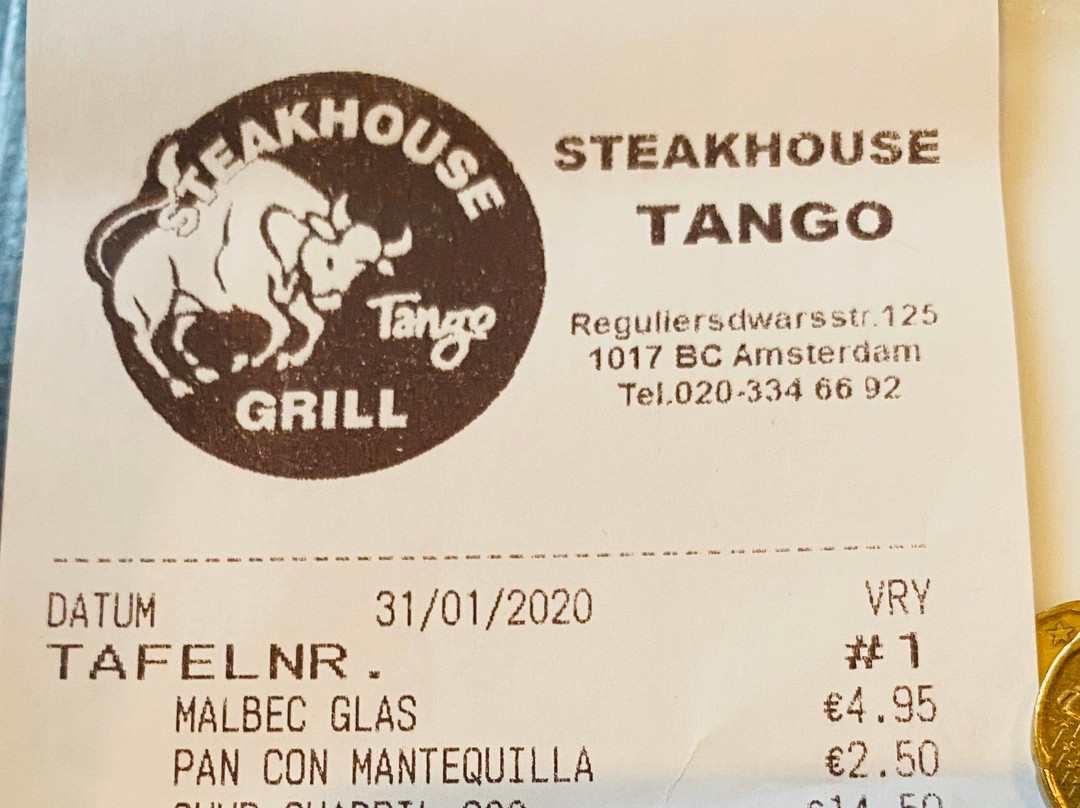 STEAKHOUSE
Tango
GRILL
STEAKHOUSE
TANGO
Reguliersdwarsstr.125
1017 BC Amsterdam
Tel.020-334 66 92
DATUM 31/01/2020 VRY
TAFELNR. #1
MALBEC GLAS €4.95
PAN CON MANTEQUILLA €2.50